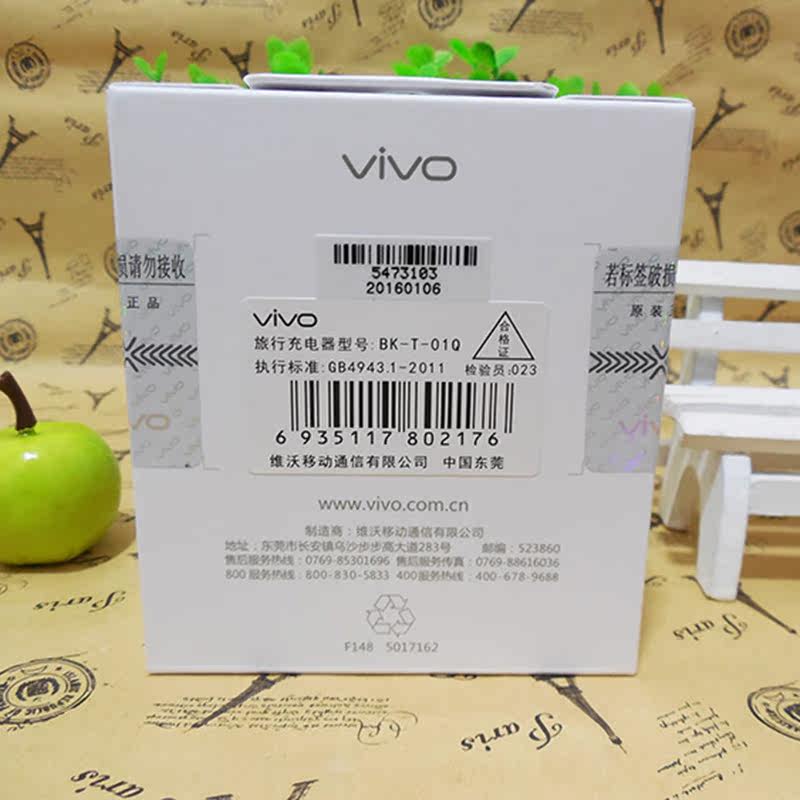 vivo
5473103
20160106
损请勿接收
正品
若标签破损
原装
vivo
旅行充电器型号: BK-T-01Q
合格证
执行标准: GB4943.1-2011 检验员:023
6 935117 802176
维沃移动通信有限公司 中国东莞
vivo
www.vivo.com.cn
制造商：维沃移动通信有限公司
地址：东莞市长安镇乌沙步步高大道283号 邮编：523860
售后服务热线：0769-85301696 售后服务传真：0769-88616036
800 服务热线：800-830-5833 400服务热线：400-678-9688
F148 5017162
Paris
Paris
Paris
Paris
Paris